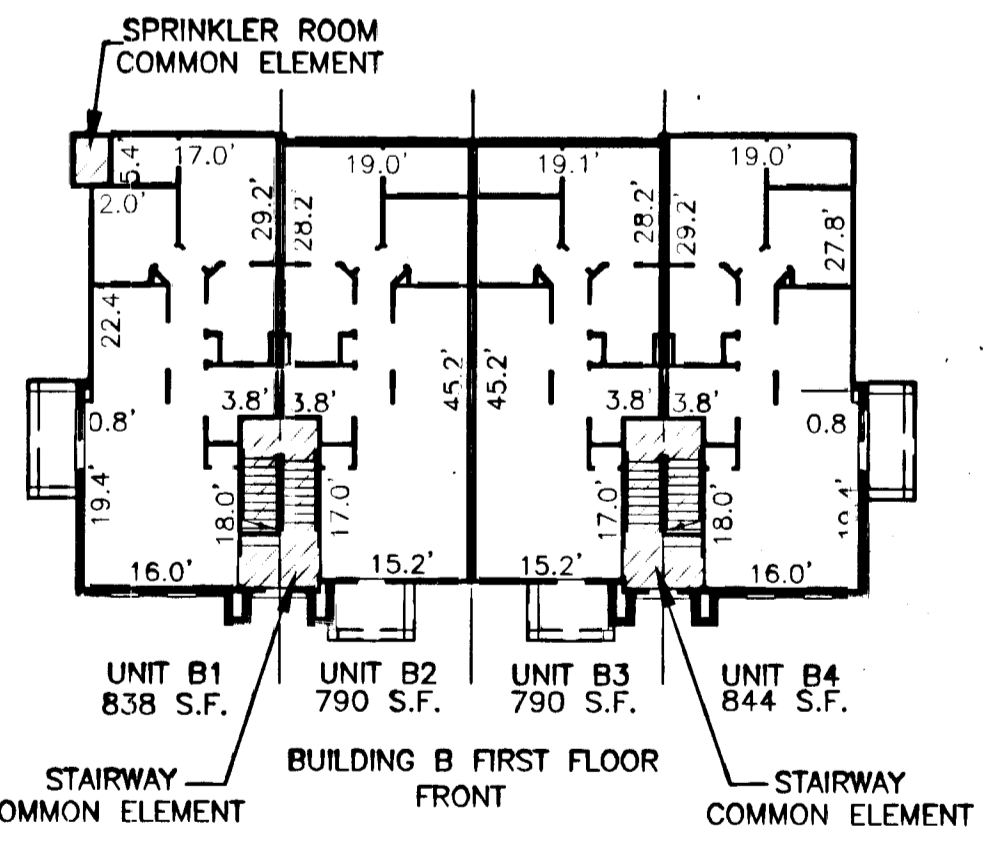 SPRINKLER ROOM
COMMON ELEMENT
5.4'
17.0'
19.0'
19.1'
19.0'
2.0'
29.2'
28.2'
28.2'
29.2'
27.8'
22.4
45.2'
45.2'
3.8'
3.8'
3.8'
3.8'
0.8'
0.8
19.4'
18.0'
17.0'
17.0'
18.0'
19.4'
16.0'
15.2'
15.2'
16.0'
UNIT B1
838 S.F.
UNIT B2
790 S.F.
UNIT B3
790 S.F.
UNIT B4
844 S.F.
BUILDING B FIRST FLOOR
FRONT
STAIRWAY
OMMON ELEMENT
STAIRWAY
COMMON ELEMENT